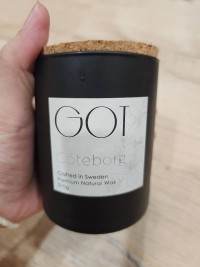 GOT
Göteborg
Crafted in Sweden
Premium Natural Wax